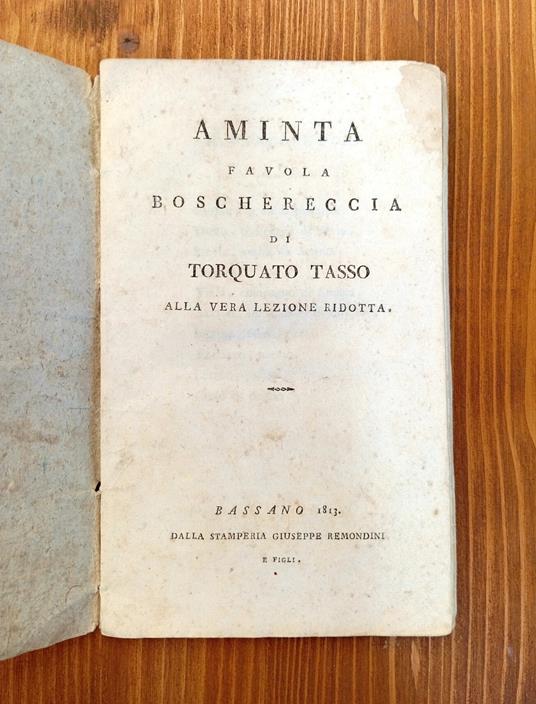 AMINTA
FAVOLA
BOSCHERECCIA
DI
TORQUATO TASSO
ALLA VERA LEZIONE RIDOTTA.
BASSANO 1813.
DALLA STAMPERIA GIUSEPPE REMONDINI
E FIGLI.